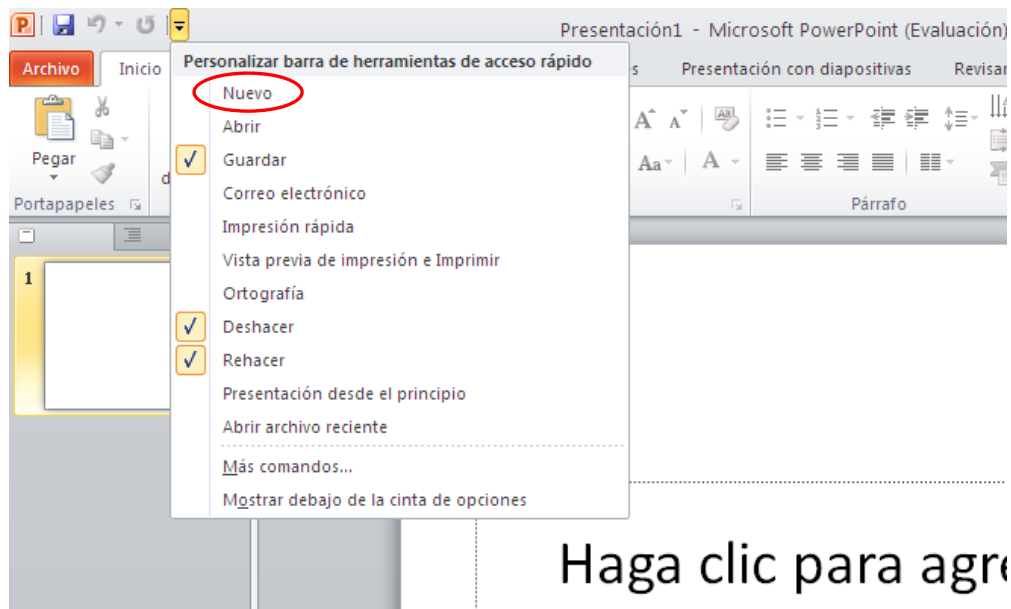 Presentación1 - Microsoft PowerPoint (Evaluación)
Archivo Inicio Presentación con diapositivas Revisar
Personalizar barra de herramientas de acceso rápido
Nuevo
Abrir
Guardar
Correo electrónico
Impresión rápida
Vista previa de impresión e Imprimir
Ortografía
Deshacer
Rehacer
Presentación desde el principio
Abrir archivo reciente
Más comandos...
Mostrar debajo de la cinta de opciones
Pegar
Portapapeles
Aa
A
Párrafo
1
Haga clic para agre